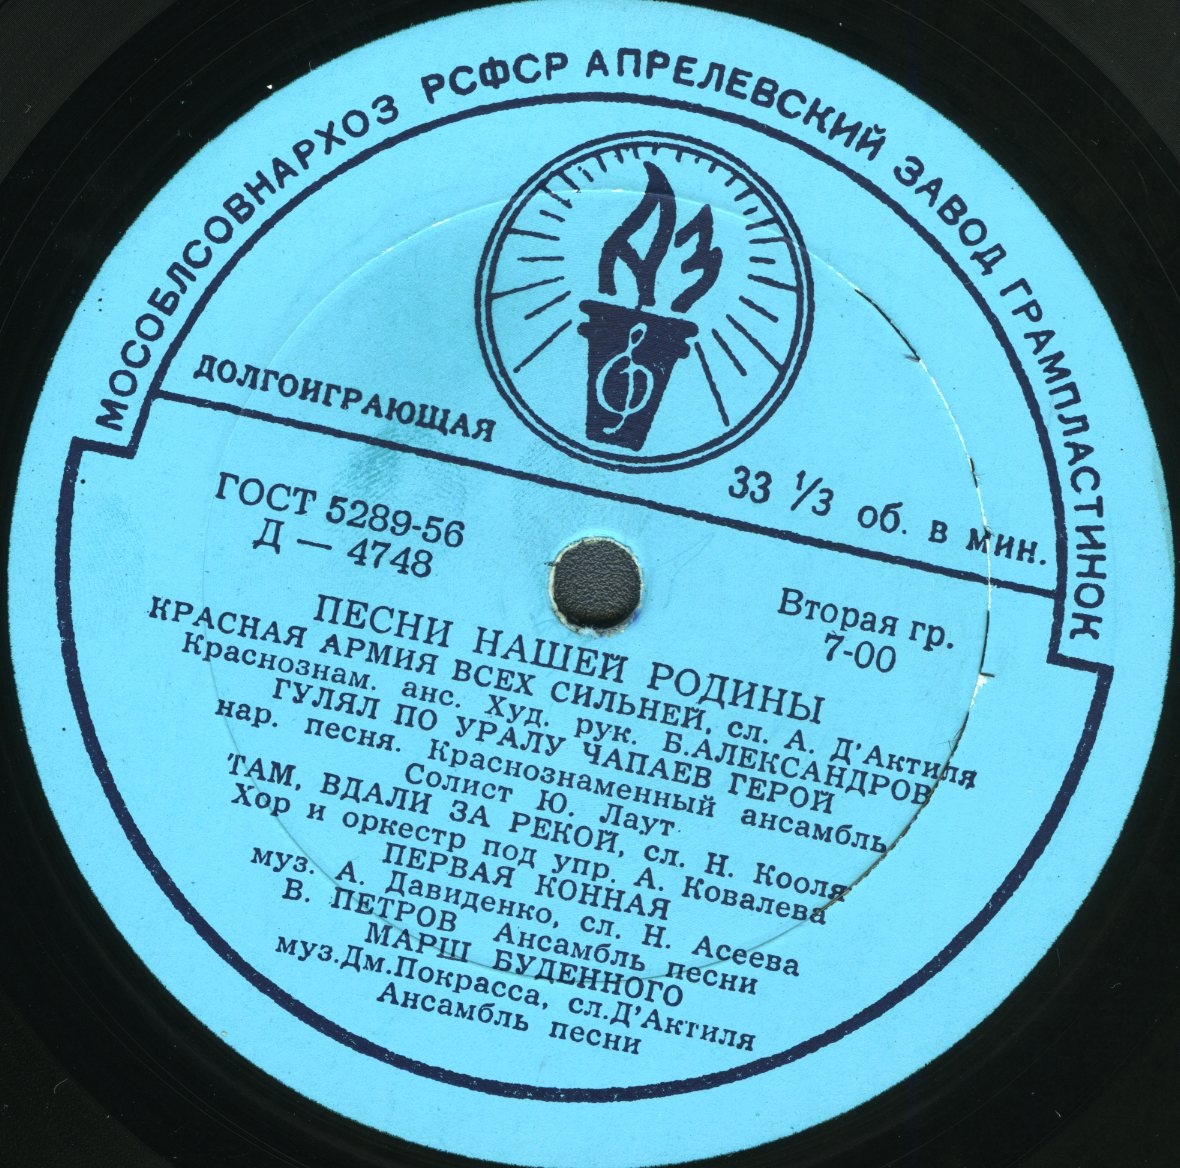 МОСОБЛСОВНАРХОЗ РСФСР АПРЕЛЕВСКИЙ ЗАВОД ГРАМПЛАСТИНОК
АЗ
ДОЛГОИГРАЮЩАЯ
33 1/3 об. в мин.
ГОСТ 5289-56
Д — 4748
Вторая гр.
7-00
ПЕСНИ НАШЕЙ РОДИНЫ
КРАСНАЯ АРМИЯ ВСЕХ СИЛЬНЕЙ, сл. А. Д'Актиля
Краснознам. анс. Худ. рук. Б.АЛЕКСАНДРОВ
ГУЛЯЛ ПО УРАЛУ ЧАПАЕВ ГЕРОЙ
нар. песня. Краснознаменный ансамбль
Солист Ю. Лаут
ТАМ, ВДАЛИ ЗА РЕКОЙ, сл. Н. Кооля
Хор и оркестр под упр. А. Ковалева
ПЕРВАЯ КОННАЯ
муз. А. Давиденко, сл. Н. Асеева
В. ПЕТРОВ Ансамбль песни
МАРШ БУДЕННОГО
муз.Дм.Покрасса, сл.Д'Актиля
Ансамбль песни